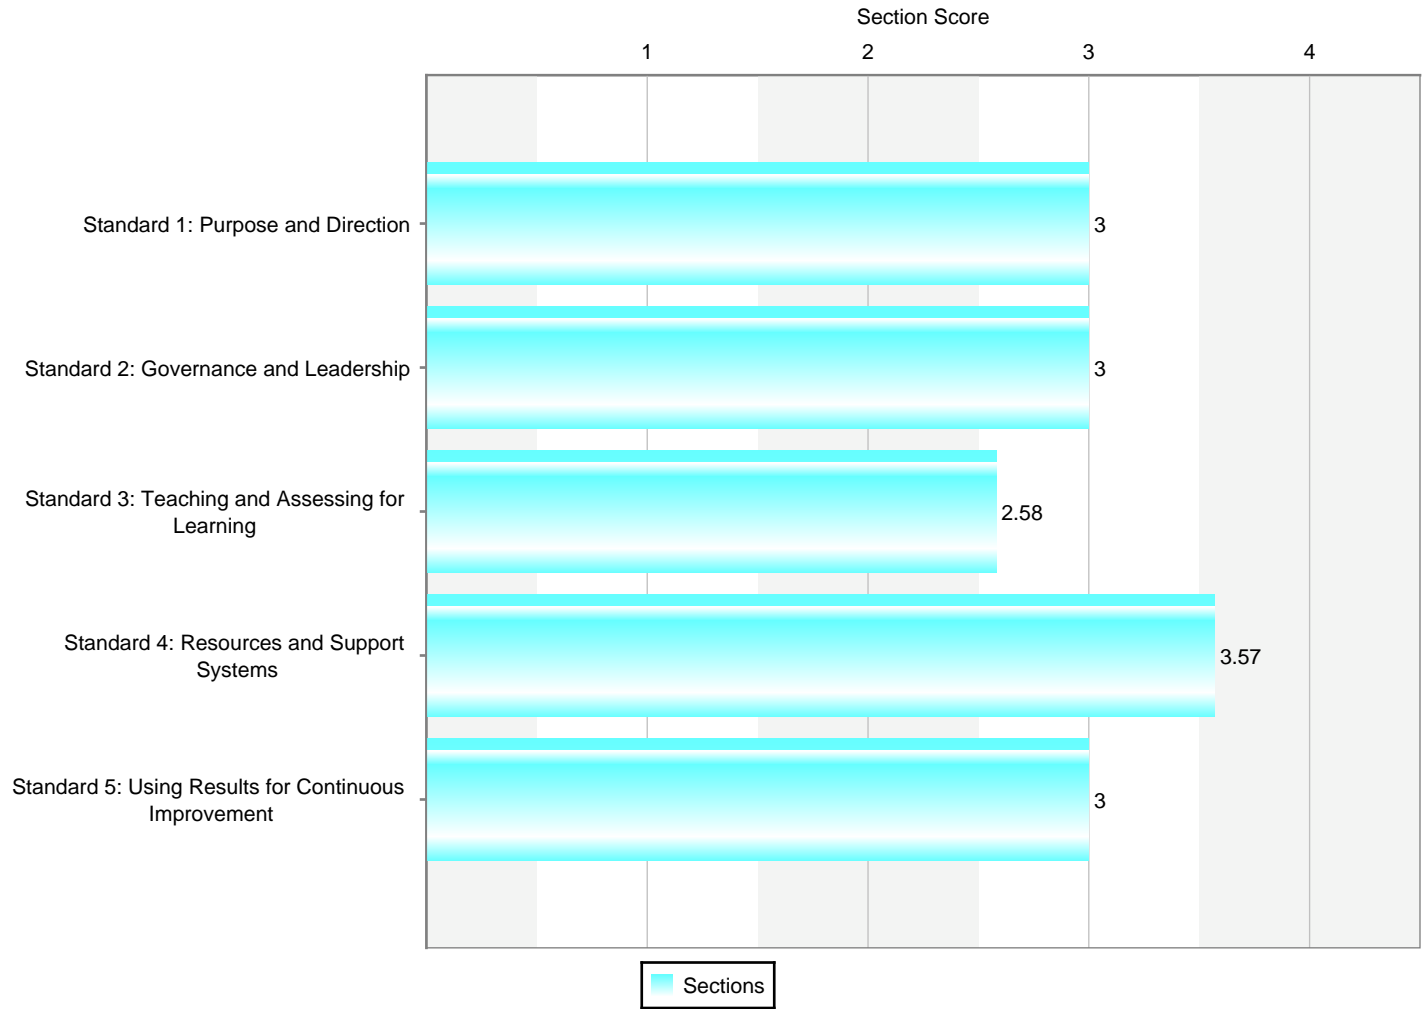 Section Score
1 2 3 4
Standard 1: Purpose and Direction
3
Standard 2: Governance and Leadership
3
Standard 3: Teaching and Assessing for
Learning
2.58
Standard 4: Resources and Support
Systems
3.57
Standard 5: Using Results for Continuous
Improvement
3
Sections